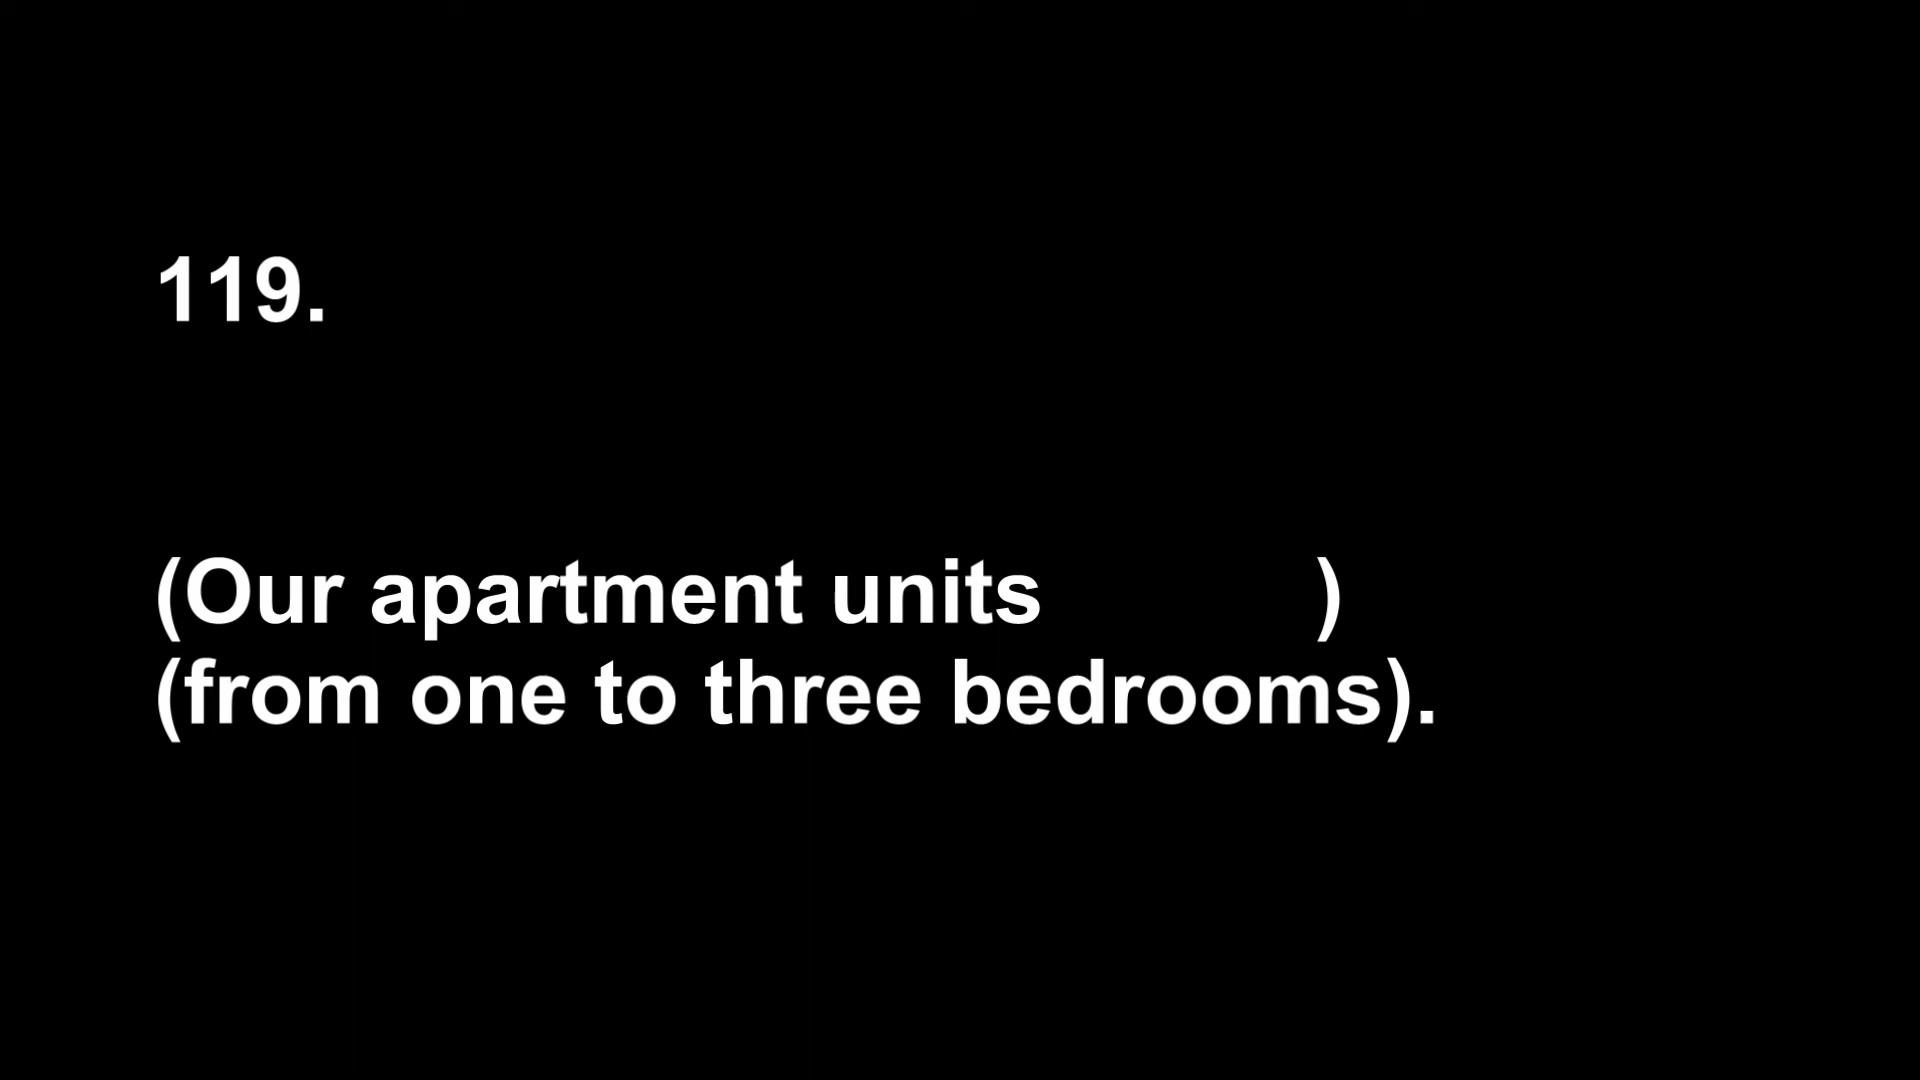 119.
(Our apartment units          )
(from one to three bedrooms).